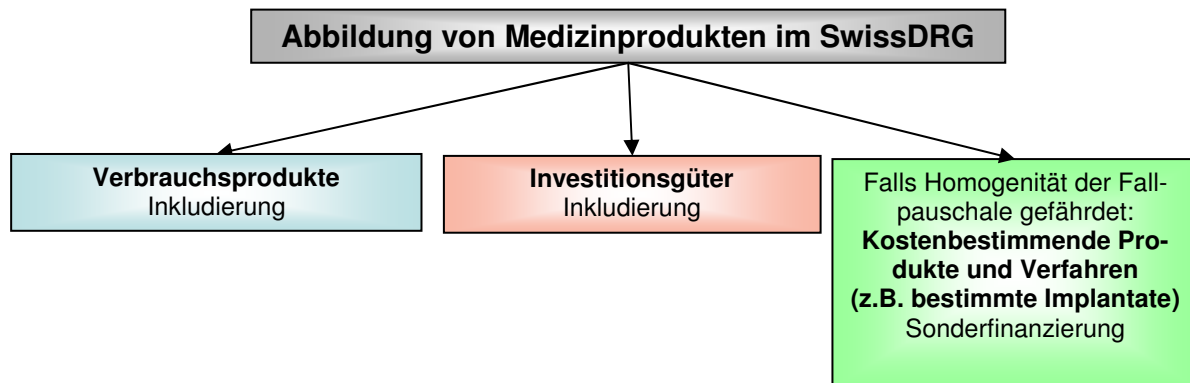 Abbildung von Medizinprodukten im SwissDRG
Verbrauchsprodukte
Inkludierung
Investitionsgüter
Inkludierung
Falls Homogenität der Fall-
pauschale gefährdet:
Kostenbestimmende Pro-
dukte und Verfahren
(z.B. bestimmte Implantate)
Sonderfinanzierung